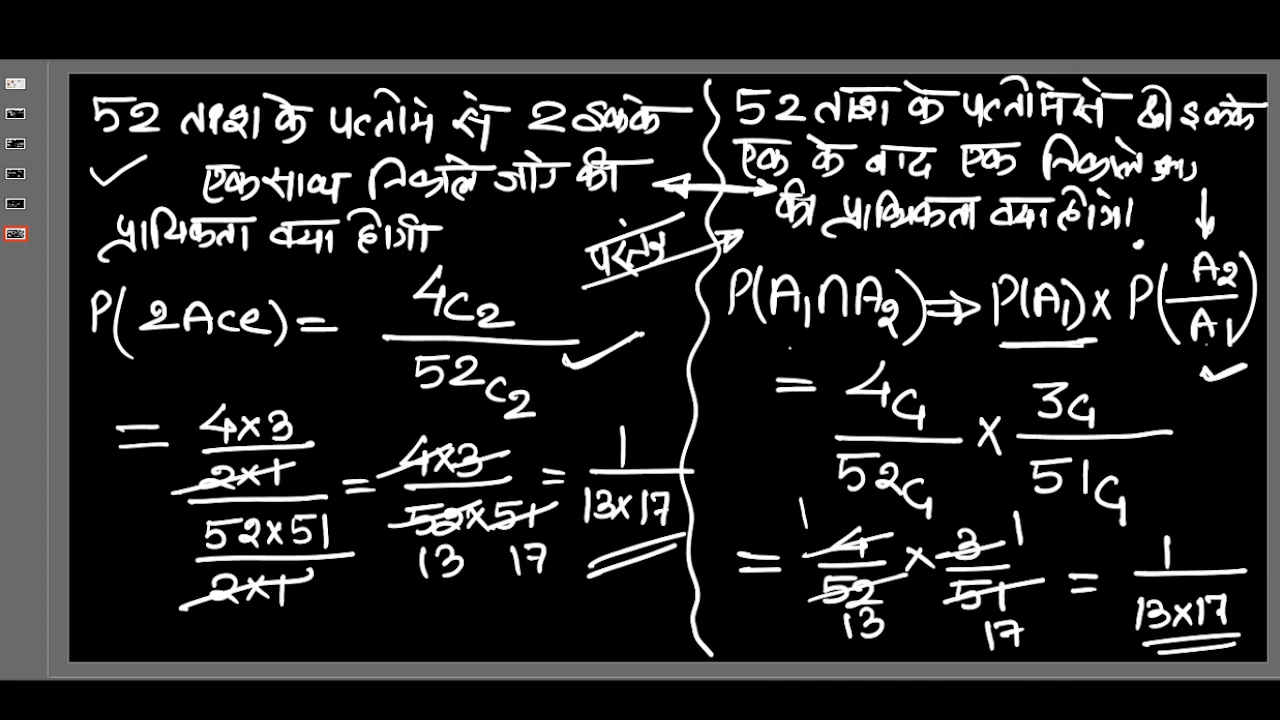 52 ताश के पत्तो मे से 2 इक्के
एक साथ निकाले जाने की
प्रायिकता क्या होगी
P(2Ace) = 4C2 / 52C2
= 4×3 / 2×1 / 52×51 / 2×1 = 4×3 / 52×51 = 1 / 13×17
13 17
परंतु
52 ताश के पत्तो मे से दो इक्के
एक के बाद एक निकाले जाने
की प्रायिकता क्या होगी।
P(A1∩A2) ⇒ P(A1) × P(A2/A1)
= 4C1 / 52C1 × 3C1 / 51C1
1 1
= 4/52 × 3/51 = 1 / 13×17
13 17